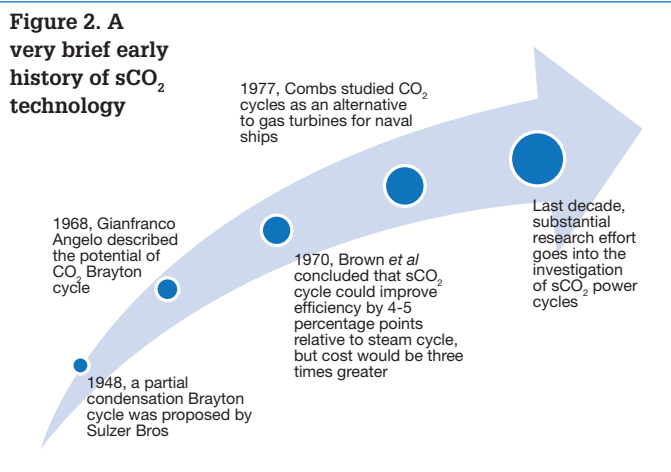 Figure 2. A
very brief early
history of sCO₂
technology
1948, a partial
condensation Brayton
cycle was proposed by
Sulzer Bros
1968, Gianfranco
Angelo described
the potential of
CO₂ Brayton
cycle
1970, Brown et al
concluded that sCO₂
cycle could improve
efficiency by 4-5
percentage points
relative to steam cycle,
but cost would be three
times greater
1977, Combs studied CO₂
cycles as an alternative
to gas turbines for naval
ships
Last decade,
substantial
research effort
goes into the
investigation
of sCO₂ power
cycles